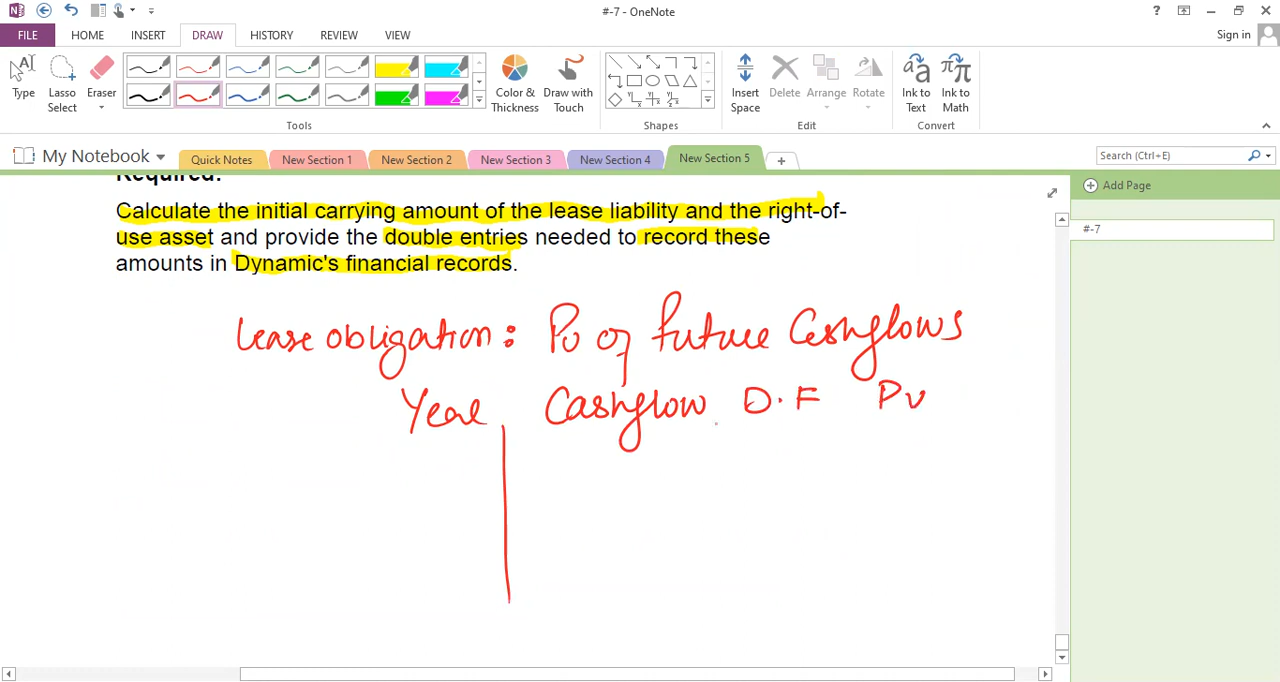 #-7 - OneNote
FILE HOME INSERT DRAW HISTORY REVIEW VIEW Sign in
Type Lasso Select Eraser Color & Thickness Draw with Touch Insert Space Delete Arrange Rotate Ink to Text Ink to Math
Tools Shapes Edit Convert
My Notebook Quick Notes New Section 1 New Section 2 New Section 3 New Section 4 New Section 5 Search (Ctrl+E)
Add Page
#-7
Required:
Calculate the initial carrying amount of the lease liability and the right-of-
use asset and provide the double entries needed to record these
amounts in Dynamic's financial records.
Lease obligation : Pv of future Cashflows
Year Cashflow D.F Pv